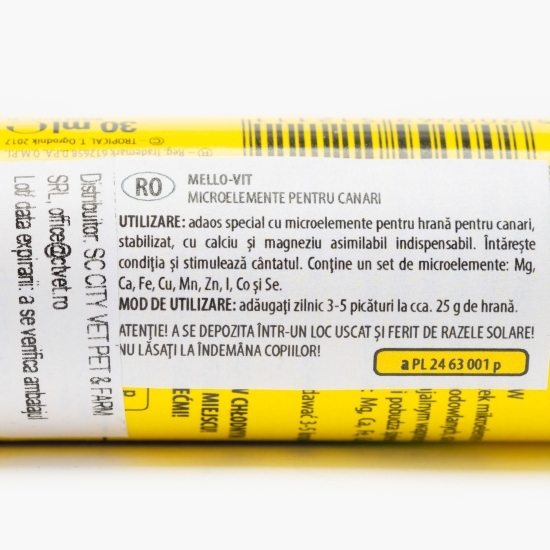 RO
MELLO-VIT
MICROELEMENTE PENTRU CANARI
UTILIZARE: adaos special cu microelemente pentru hrană pentru canari,
stabilizat, cu calciu și magneziu asimilabil indispensabil. Întărește
condiția și stimulează cântatul. Conține un set de microelemente: Mg,
Ca, Fe, Cu, Mn, Zn, I, Co și Se.
MOD DE UTILIZARE: adăugați zilnic 3-5 picături la cca. 25 g de hrană.
ATENȚIE! A SE DEPOZITA ÎNTR-UN LOC USCAT ȘI FERIT DE RAZELE SOLARE!
NU LĂSAȚI LA ÎNDEMÂNA COPIILOR!
a PL 24 63 001 p
Distribuitor: SC CITY VET PET & FARM
SRL, office@cvet.ro
Lot/ data expirarii: a se verifica ambalajul
30 ml
© TROPICAL T. Ogrodnik 2017